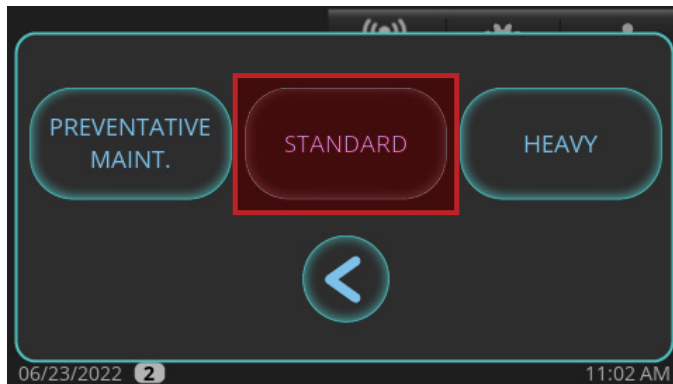 PREVENTATIVE
MAINT.
STANDARD
HEAVY
06/23/2022 2
11:02 AM